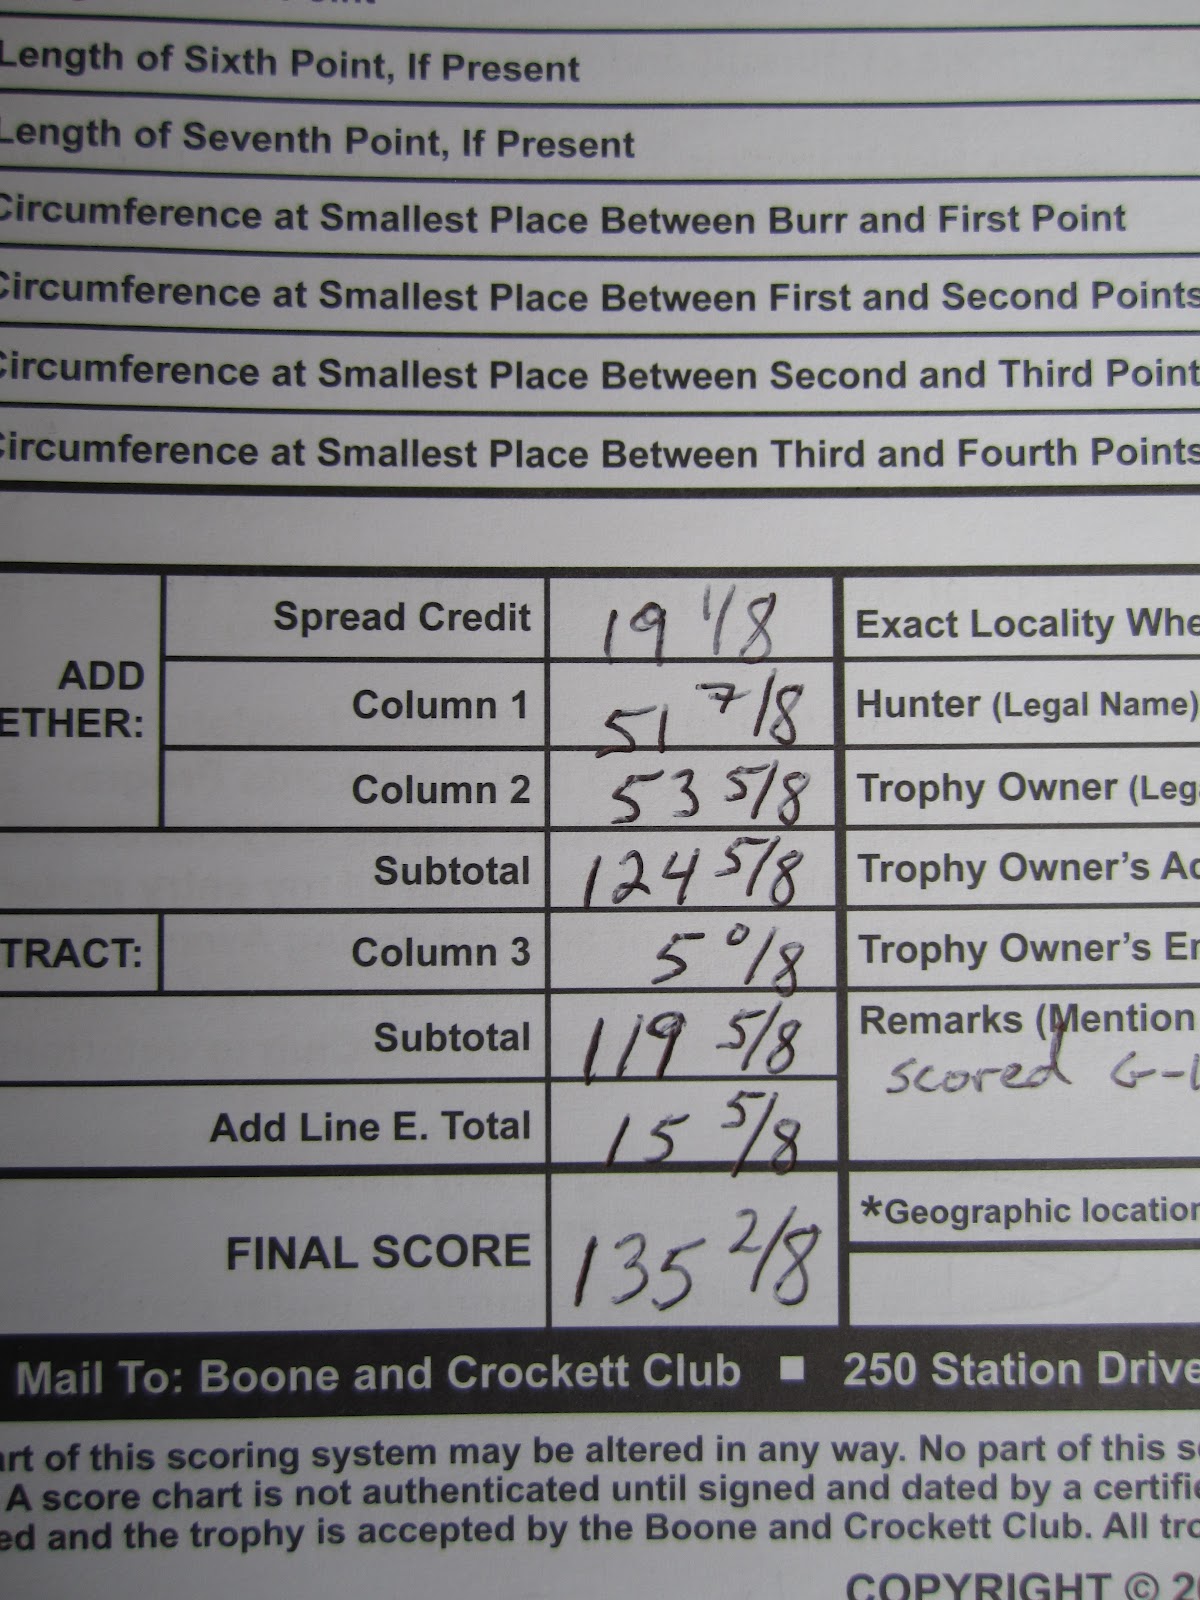 Length of Sixth Point, If Present
Length of Seventh Point, If Present
Circumference at Smallest Place Between Burr and First Point
Circumference at Smallest Place Between First and Second Points
Circumference at Smallest Place Between Second and Third Point
Circumference at Smallest Place Between Third and Fourth Points
ADD
ETHER:
Spread Credit 19 1/8 Exact Locality Whe
Column 1 51 7/8 Hunter (Legal Name)
Column 2 53 5/8 Trophy Owner (Leg
Subtotal 124 5/8 Trophy Owner's Ad
TRACT: Column 3 5 0/8 Trophy Owner's Em
Subtotal 119 5/8 Remarks (Mention
scored G-
Add Line E. Total 15 5/8
*Geographic location
FINAL SCORE 135 2/8
Mail To: Boone and Crockett Club ■ 250 Station Drive
art of this scoring system may be altered in any way. No part of this s
A score chart is not authenticated until signed and dated by a certifie
ed and the trophy is accepted by the Boone and Crockett Club. All tro
COPYRIGHT © 20